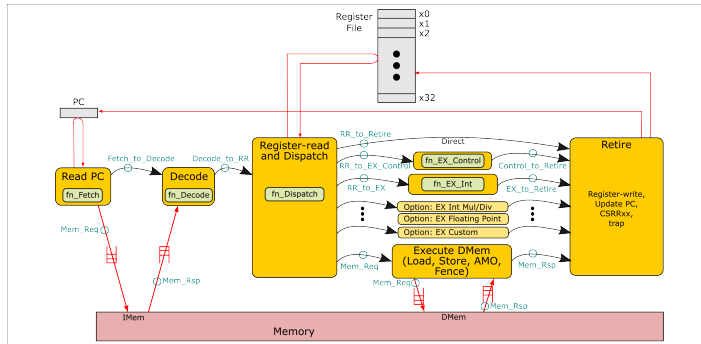 Register
File
x0
x1
x2
x32
PC
Read PC
fn_Fetch
Fetch_to_Decode
Decode
fn_Decode
Decode_to_RR
Register-read
and Dispatch
fn_Dispatch
RR_to_Retire
Direct
RR_to_EX_Control
fn_EX_Control
Control_to_Retire
RR_to_EX
fn_EX_Int
EX_to_Retire
Option: EX Int Mul/Div
Option: EX Floating Point
Option: EX Custom
Mem_Req
Execute DMem
(Load, Store, AMO,
Fence)
Mem_Rsp
Retire
Register-write,
Update PC,
CSRRxx,
trap
Mem_Req
Mem_Rsp
Mem_Req
Mem_Rsp
IMem
DMem
Memory